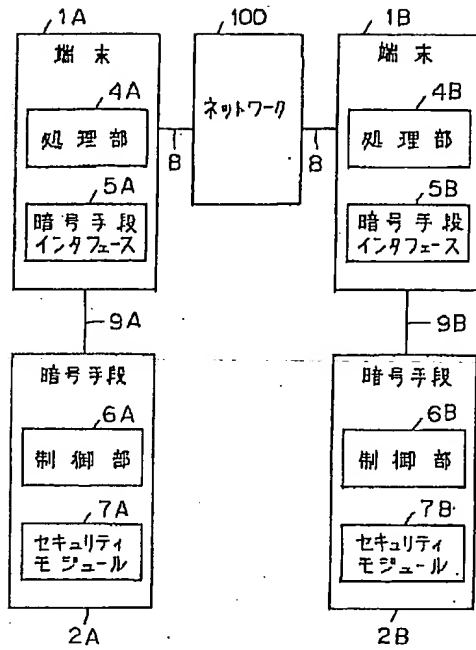 1A
100
1B
端末
端末
4A
4B
処理部
ネットワーク
処理部
8
8
5A
5B
暗号手段
インタフェース
暗号手段
インタフェース
9A
9B
暗号手段
暗号手段
6A
6B
制御部
制御部
7A
7B
セキュリティ
モジュール
セキュリティ
モジュール
2A
2B